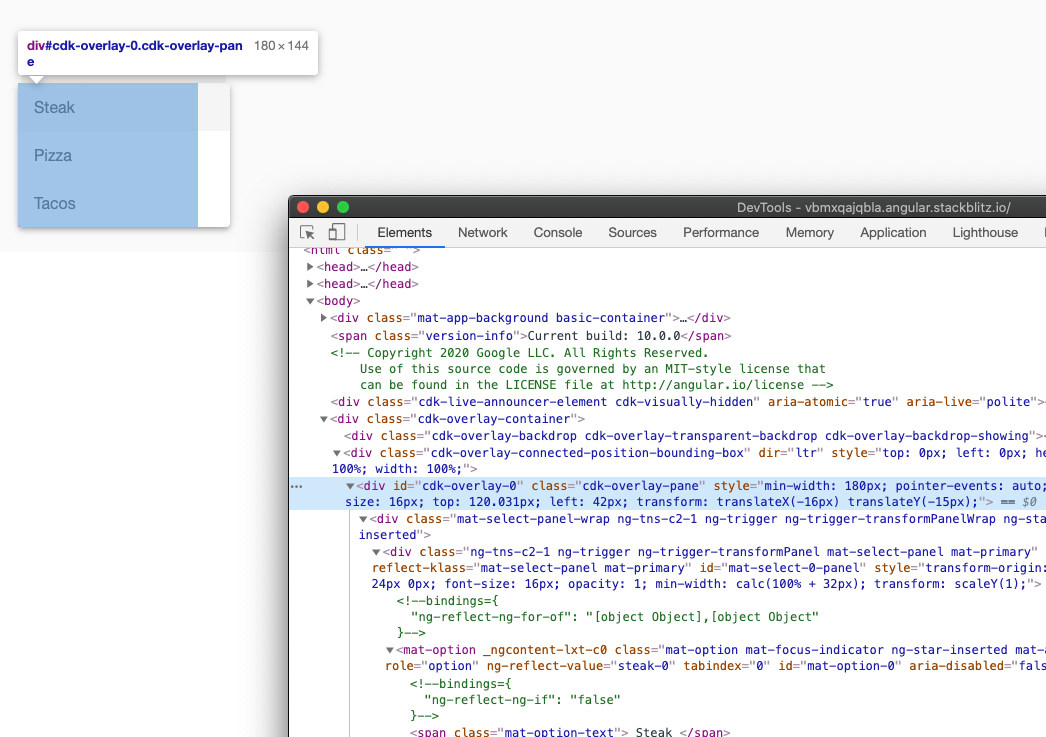 div#cdk-overlay-0.cdk-overlay-pan 180 × 144
e
Steak
Pizza
Tacos
DevTools - vbmxqajqbla.angular.stackblitz.io/
Elements Network Console Sources Performance Memory Application Lighthouse
<html class=" ">
<head>…</head>
<head>…</head>
<body>
<div class="mat-app-background basic-container">…</div>
<span class="version-info">Current build: 10.0.0</span>
<!-- Copyright 2020 Google LLC. All Rights Reserved.
Use of this source code is governed by an MIT-style license that
can be found in the LICENSE file at http://angular.io/license -->
<div class="cdk-live-announcer-element cdk-visually-hidden" aria-atomic="true" aria-live="polite">
<div class="cdk-overlay-container">
<div class="cdk-overlay-backdrop cdk-overlay-transparent-backdrop cdk-overlay-backdrop-showing">
<div class="cdk-overlay-connected-position-bounding-box" dir="ltr" style="top: 0px; left: 0px; he
100%; width: 100%;">
… <div id="cdk-overlay-0" class="cdk-overlay-pane" style="min-width: 180px; pointer-events: auto;
size: 16px; top: 120.031px; left: 42px; transform: translateX(-16px) translateY(-15px);"> == $0
<div class="mat-select-panel-wrap ng-tns-c2-1 ng-trigger ng-trigger-transformPanelWrap ng-sta
inserted">
<div class="ng-tns-c2-1 ng-trigger ng-trigger-transformPanel mat-select-panel mat-primary"
reflect-klass="mat-select-panel mat-primary" id="mat-select-0-panel" style="transform-origin:
24px 0px; font-size: 16px; opacity: 1; min-width: calc(100% + 32px); transform: scaleY(1);">
<!--bindings={
"ng-reflect-ng-for-of": "[object Object],[object Object"
}-->
<mat-option _ngcontent-lxt-c0 class="mat-option mat-focus-indicator ng-star-inserted mat-a
role="option" ng-reflect-value="steak-0" tabindex="0" id="mat-option-0" aria-disabled="fals
<!--bindings={
"ng-reflect-ng-if": "false"
}-->
<span class="mat-option-text"> Steak </span>